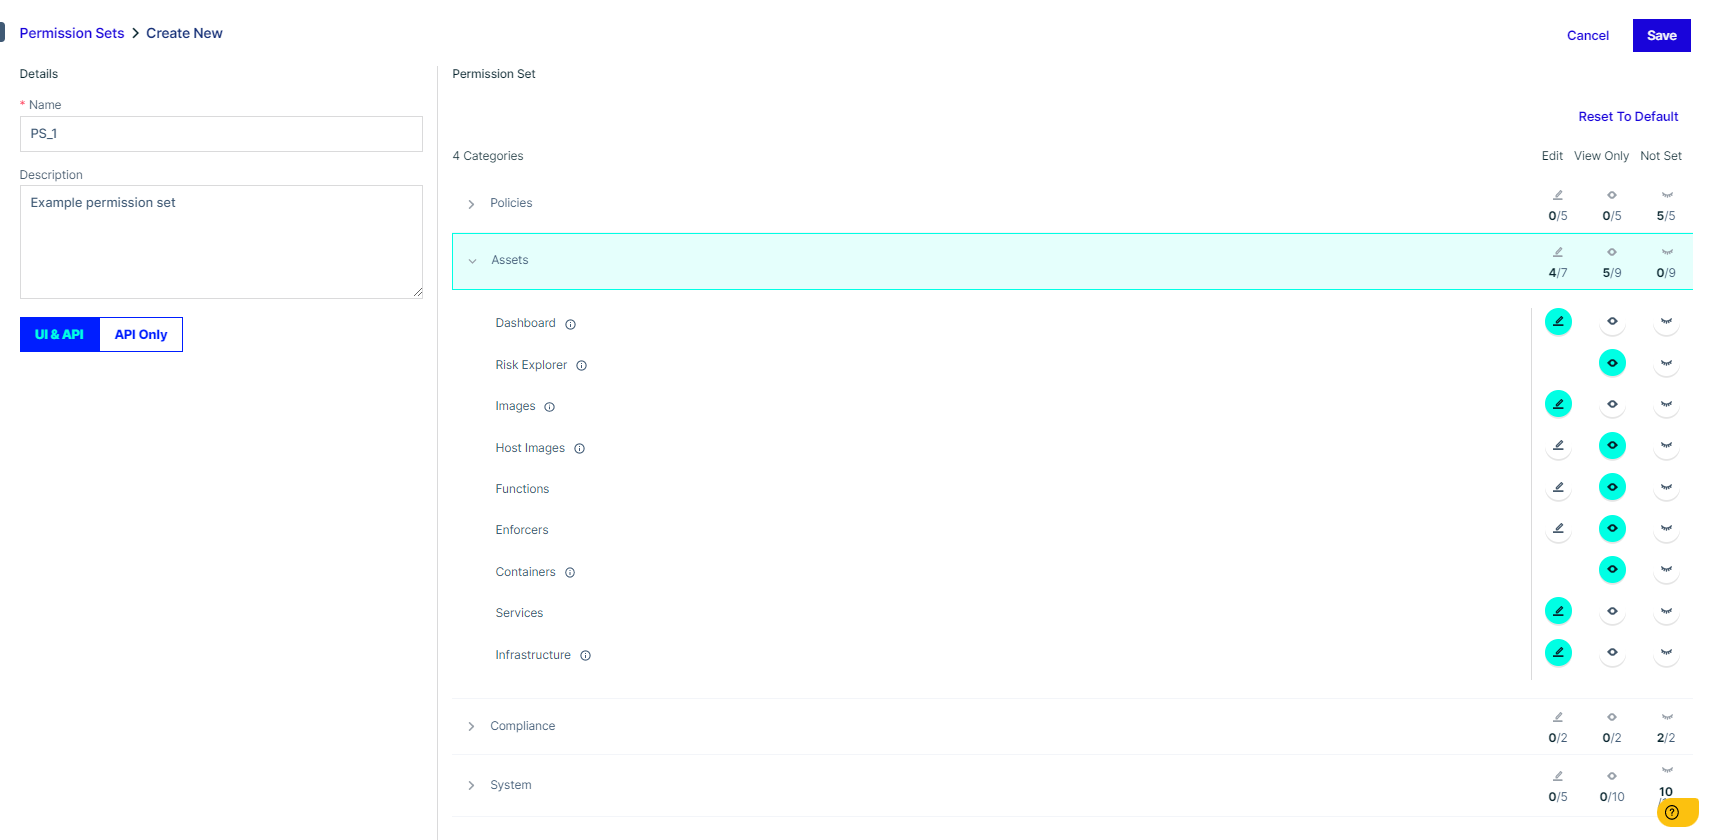 Permission Sets > Create New
Cancel
Save
Details
* Name
PS_1
Description
Example permission set
UI & API
API Only
Permission Set
Reset To Default
4 Categories
Edit View Only Not Set
Policies
0/5 0/5 5/5
Assets
4/7 5/9 0/9
Dashboard
Risk Explorer
Images
Host Images
Functions
Enforcers
Containers
Services
Infrastructure
Compliance
0/2 0/2 2/2
System
0/5 0/10 10